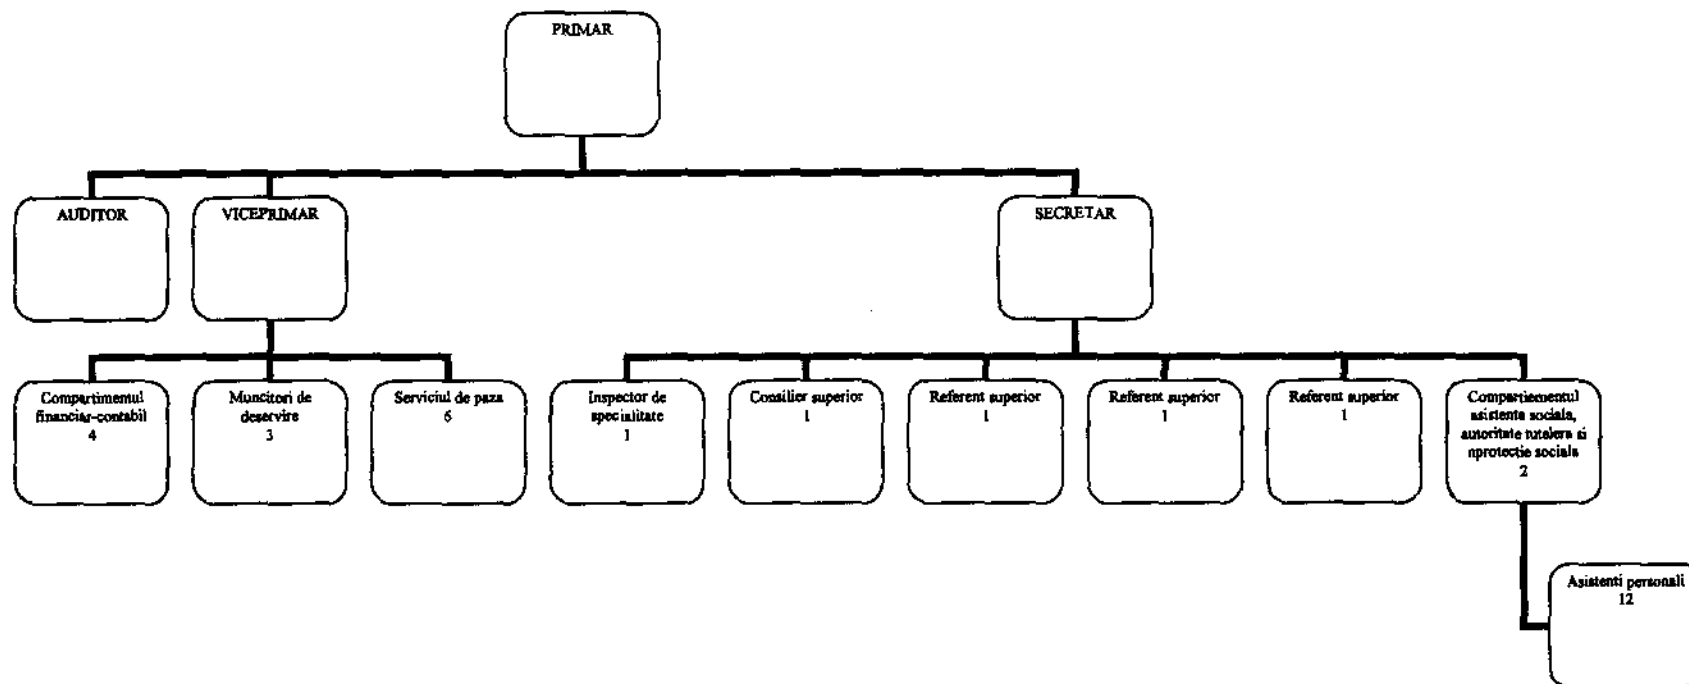 PRIMAR
AUDITOR
VICEPRIMAR
SECRETAR
Compartimentul
financiar-contabil
4
Muncitori de
deservire
3
Serviciul de paza
6
Inspector de
specialitate
1
Consilier superior
1
Referent superior
1
Referent superior
1
Referent superior
1
Compartiementul
asistenta sociala,
autoritate tutelera si
nprotectie sociala
2
Asistenti personali
12